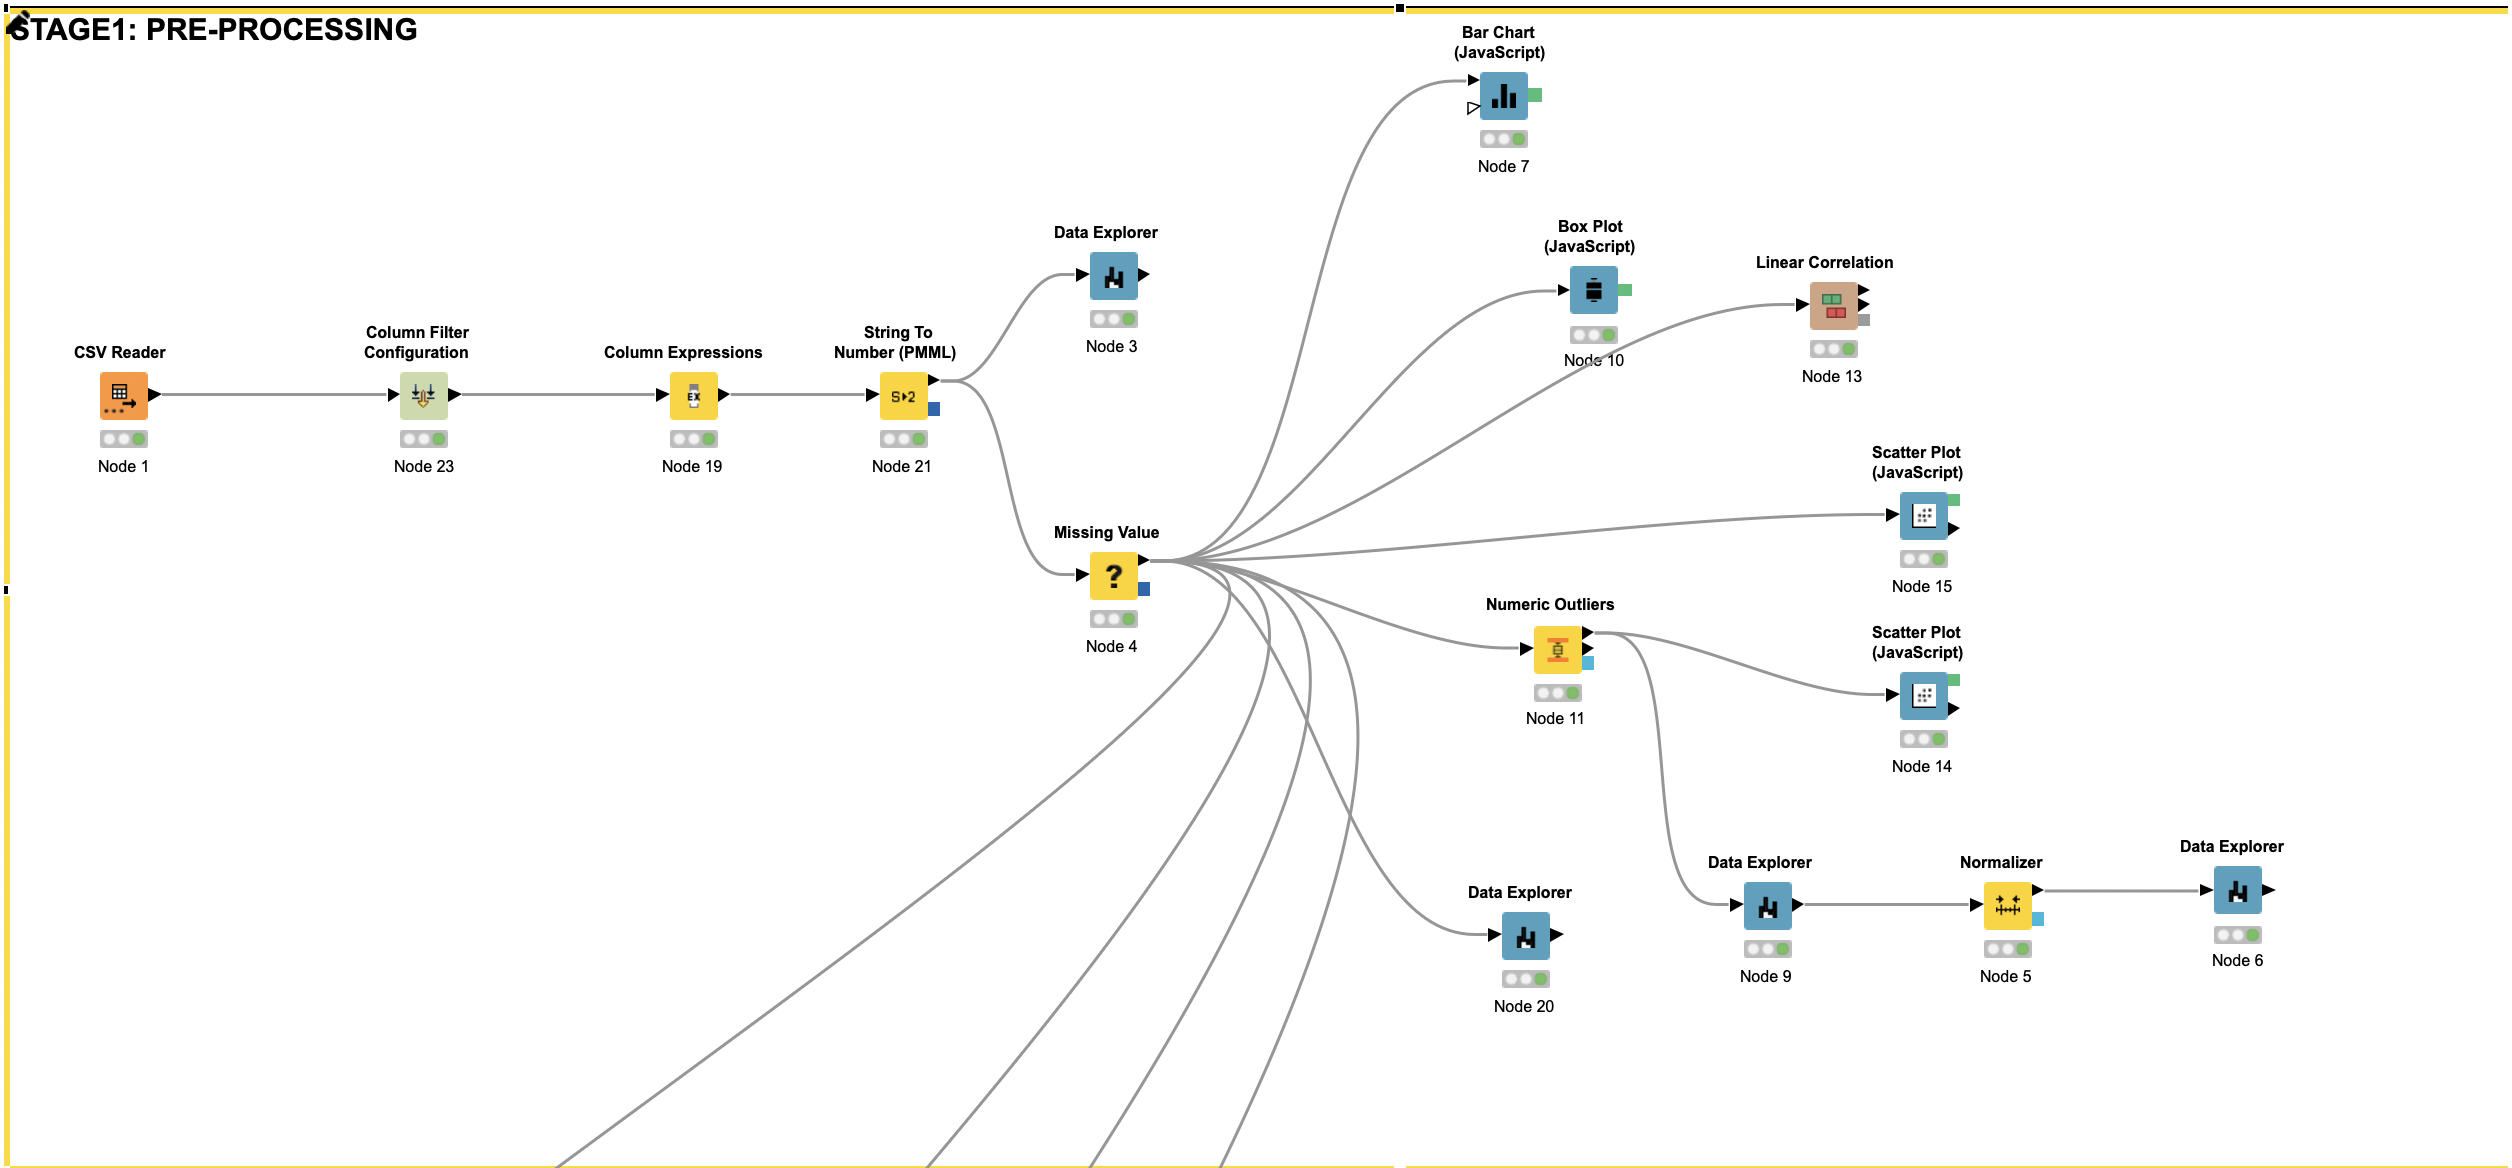 STAGE1: PRE-PROCESSING
Bar Chart
(JavaScript)
Node 7
Box Plot
(JavaScript)
Node 10
Linear Correlation
Node 13
Data Explorer
Node 3
CSV Reader
Node 1
Column Filter
Configuration
Node 23
Column Expressions
EX
Node 19
String To
Number (PMML)
S▸2
Node 21
Scatter Plot
(JavaScript)
Node 15
Missing Value
?
Node 4
Numeric Outliers
Node 11
Scatter Plot
(JavaScript)
Node 14
Data Explorer
Node 20
Data Explorer
Node 9
Normalizer
Node 5
Data Explorer
Node 6